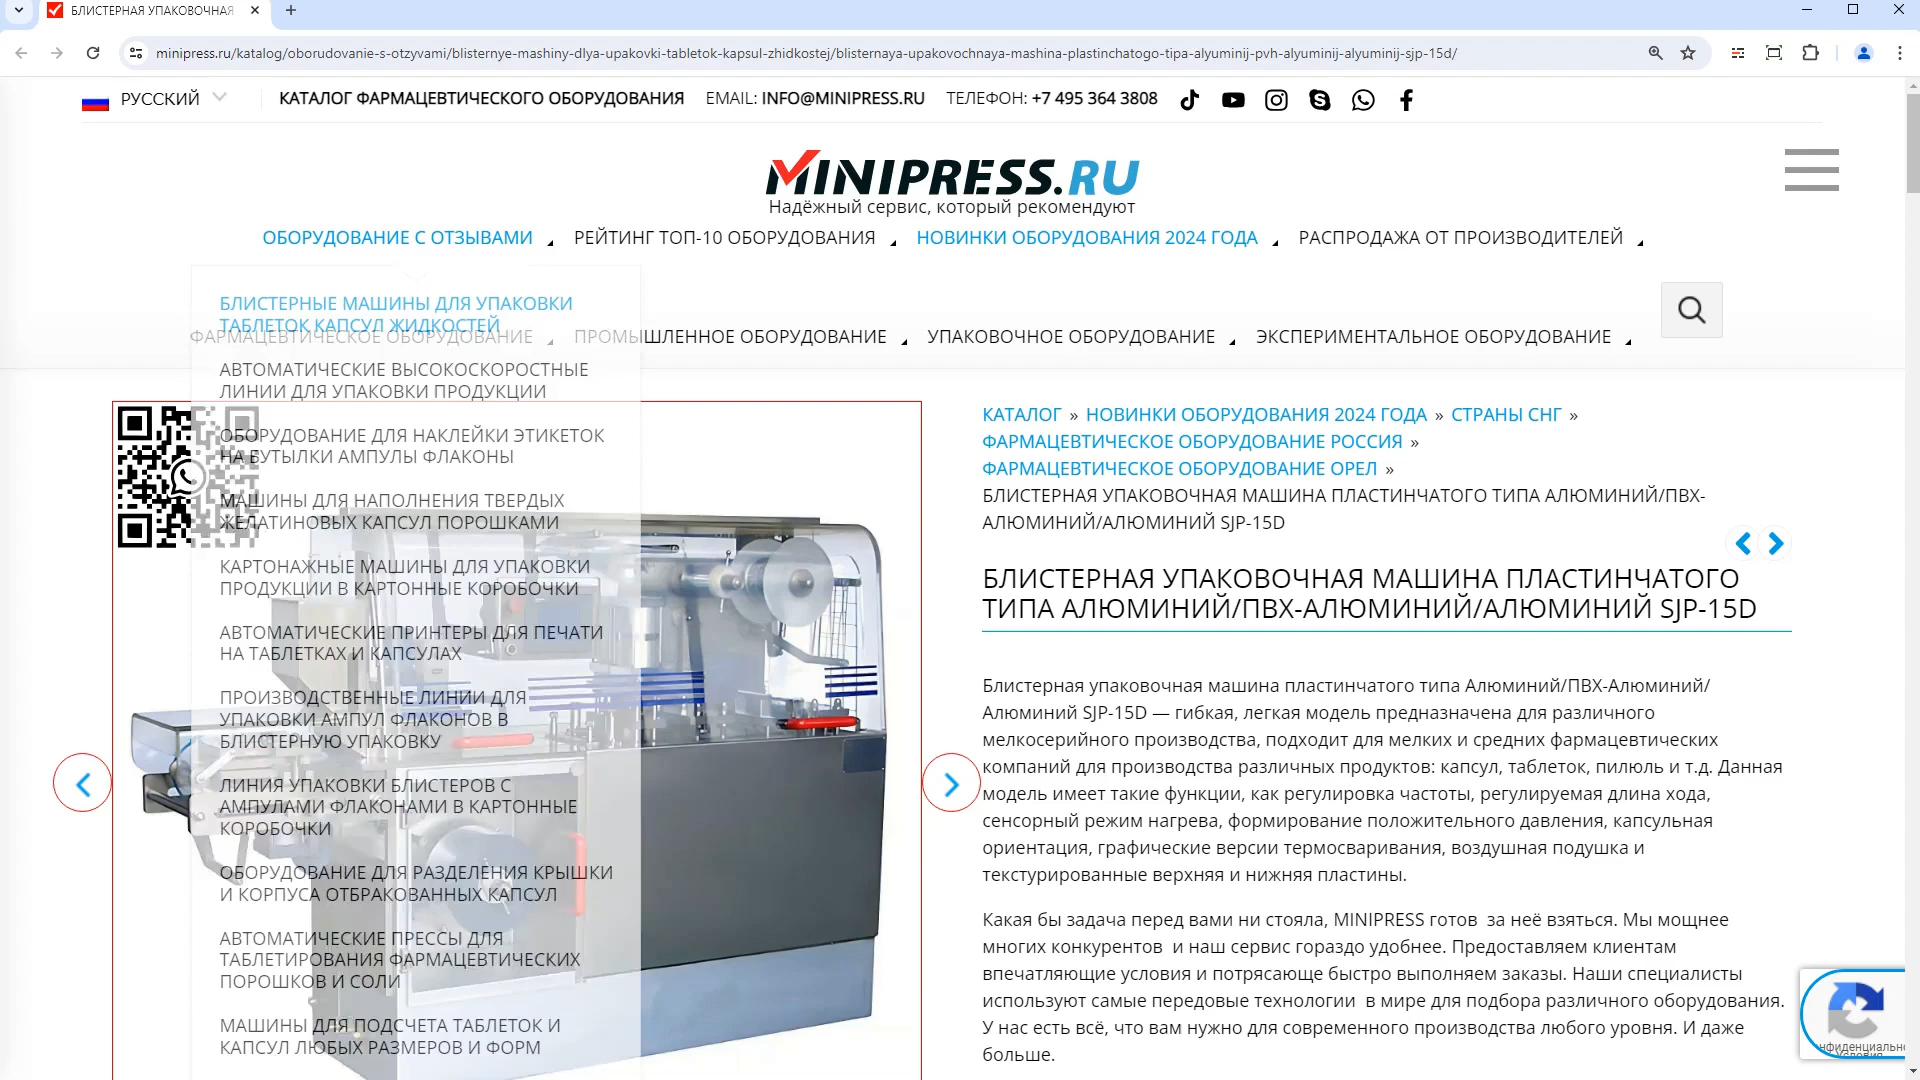 БЛИСТЕРНАЯ УПАКОВОЧНАЯ
minipress.ru/katalog/oborudovanie-s-otzyvami/blisternye-mashiny-dlya-upakovki-tabletok-kapsul-zhidkostej/blisternaya-upakovochnaya-mashina-plastinchatogo-tipa-alyuminij-pvh-alyuminij-alyuminij-sjp-15d/
РУССКИЙ КАТАЛОГ ФАРМАЦЕВТИЧЕСКОГО ОБОРУДОВАНИЯ EMAIL: INFO@MINIPRESS.RU ТЕЛЕФОН: +7 495 364 3808
MINIPRESS.RU
Надёжный сервис, который рекомендуют
ОБОРУДОВАНИЕ С ОТЗЫВАМИ РЕЙТИНГ ТОП-10 ОБОРУДОВАНИЯ НОВИНКИ ОБОРУДОВАНИЯ 2024 ГОДА РАСПРОДАЖА ОТ ПРОИЗВОДИТЕЛЕЙ
ФАРМАЦЕВТИЧЕСКОЕ ОБОРУДОВАНИЕ ПРОМЫШЛЕННОЕ ОБОРУДОВАНИЕ УПАКОВОЧНОЕ ОБОРУДОВАНИЕ ЭКСПЕРИМЕНТАЛЬНОЕ ОБОРУДОВАНИЕ
БЛИСТЕРНЫЕ МАШИНЫ ДЛЯ УПАКОВКИ
ТАБЛЕТОК КАПСУЛ ЖИДКОСТЕЙ
АВТОМАТИЧЕСКИЕ ВЫСОКОСКОРОСТНЫЕ
ЛИНИИ ДЛЯ УПАКОВКИ ПРОДУКЦИИ
ОБОРУДОВАНИЕ ДЛЯ НАКЛЕЙКИ ЭТИКЕТОК
НА БУТЫЛКИ АМПУЛЫ ФЛАКОНЫ
МАШИНЫ ДЛЯ НАПОЛНЕНИЯ ТВЕРДЫХ
ЖЕЛАТИНОВЫХ КАПСУЛ ПОРОШКАМИ
КАРТОНАЖНЫЕ МАШИНЫ ДЛЯ УПАКОВКИ
ПРОДУКЦИИ В КАРТОННЫЕ КОРОБОЧКИ
АВТОМАТИЧЕСКИЕ ПРИНТЕРЫ ДЛЯ ПЕЧАТИ
НА ТАБЛЕТКАХ И КАПСУЛАХ
ПРОИЗВОДСТВЕННЫЕ ЛИНИИ ДЛЯ
УПАКОВКИ АМПУЛ ФЛАКОНОВ В
БЛИСТЕРНУЮ УПАКОВКУ
ЛИНИЯ УПАКОВКИ БЛИСТЕРОВ С
АМПУЛАМИ ФЛАКОНАМИ В КАРТОННЫЕ
КОРОБОЧКИ
ОБОРУДОВАНИЕ ДЛЯ РАЗДЕЛЕНИЯ КРЫШКИ
И КОРПУСА ОТБРАКОВАННЫХ КАПСУЛ
АВТОМАТИЧЕСКИЕ ПРЕССЫ ДЛЯ
ТАБЛЕТИРОВАНИЯ ФАРМАЦЕВТИЧЕСКИХ
ПОРОШКОВ И СОЛИ
МАШИНЫ ДЛЯ ПОДСЧЕТА ТАБЛЕТОК И
КАПСУЛ ЛЮБЫХ РАЗМЕРОВ И ФОРМ
КАТАЛОГ » НОВИНКИ ОБОРУДОВАНИЯ 2024 ГОДА » СТРАНЫ СНГ »
ФАРМАЦЕВТИЧЕСКОЕ ОБОРУДОВАНИЕ РОССИЯ »
ФАРМАЦЕВТИЧЕСКОЕ ОБОРУДОВАНИЕ ОРЕЛ »
БЛИСТЕРНАЯ УПАКОВОЧНАЯ МАШИНА ПЛАСТИНЧАТОГО ТИПА АЛЮМИНИЙ/ПВХ-
АЛЮМИНИЙ/АЛЮМИНИЙ SJP-15D
БЛИСТЕРНАЯ УПАКОВОЧНАЯ МАШИНА ПЛАСТИНЧАТОГО
ТИПА АЛЮМИНИЙ/ПВХ-АЛЮМИНИЙ/АЛЮМИНИЙ SJP-15D
Блистерная упаковочная машина пластинчатого типа Алюминий/ПВХ-Алюминий/
Алюминий SJP-15D — гибкая, легкая модель предназначена для различного
мелкосерийного производства, подходит для мелких и средних фармацевтических
компаний для производства различных продуктов: капсул, таблеток, пилюль и т.д. Данная
модель имеет такие функции, как регулировка частоты, регулируемая длина хода,
сенсорный режим нагрева, формирование положительного давления, капсульная
ориентация, графические версии термосваривания, воздушная подушка и
текстурированные верхняя и нижняя пластины.
Какая бы задача перед вами ни стояла, MINIPRESS готов за неё взяться. Мы мощнее
многих конкурентов и наш сервис гораздо удобнее. Предоставляем клиентам
впечатляющие условия и потрясающе быстро выполняем заказы. Наши специалисты
используют самые передовые технологии в мире для подбора различного оборудования.
У нас есть всё, что вам нужно для современного производства любого уровня. И даже
больше.